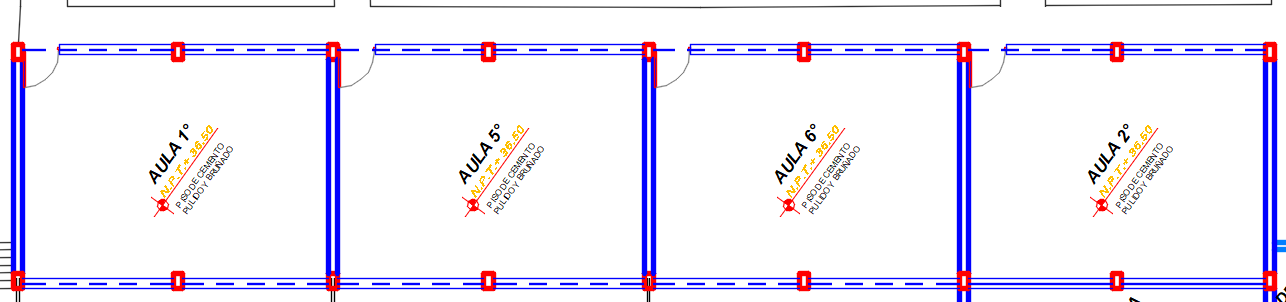 AULA 1°
N.P.T.+ 36.50
PISO DE CEMENTO
PULIDO Y BRUÑADO
AULA 5°
N.P.T.+ 36.50
PISO DE CEMENTO
PULIDO Y BRUÑADO
AULA 6°
N.P.T.+ 36.50
PISO DE CEMENTO
PULIDO Y BRUÑADO
AULA 2°
N.P.T.+ 36.50
PISO DE CEMENTO
PULIDO Y BRUÑADO